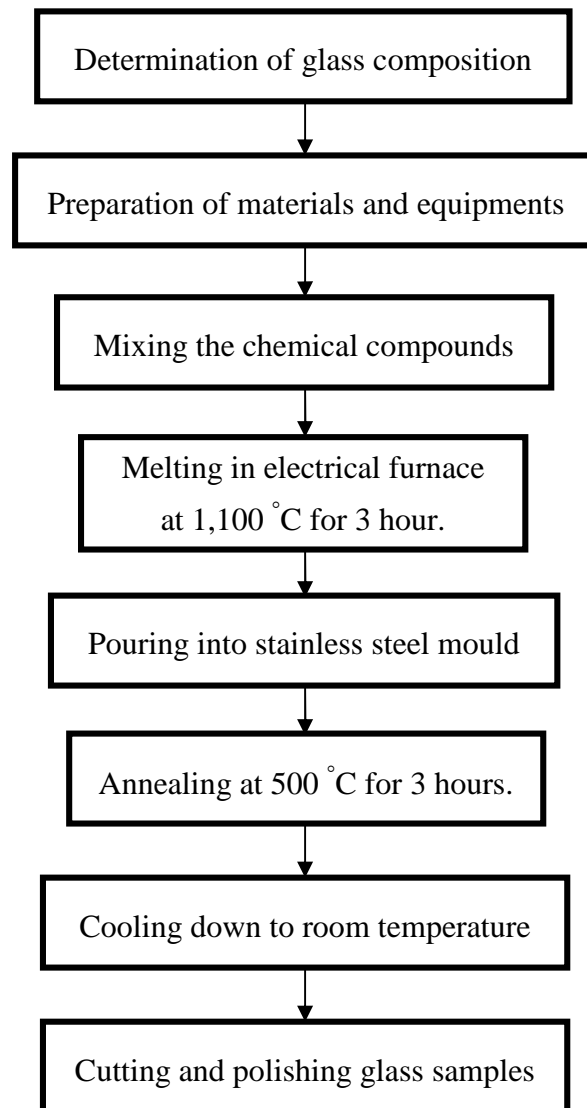 Determination of glass composition
Preparation of materials and equipments
Mixing the chemical compounds
Melting in electrical furnace
at 1,100 °C for 3 hour.
Pouring into stainless steel mould
Annealing at 500 °C for 3 hours.
Cooling down to room temperature
Cutting and polishing glass samples